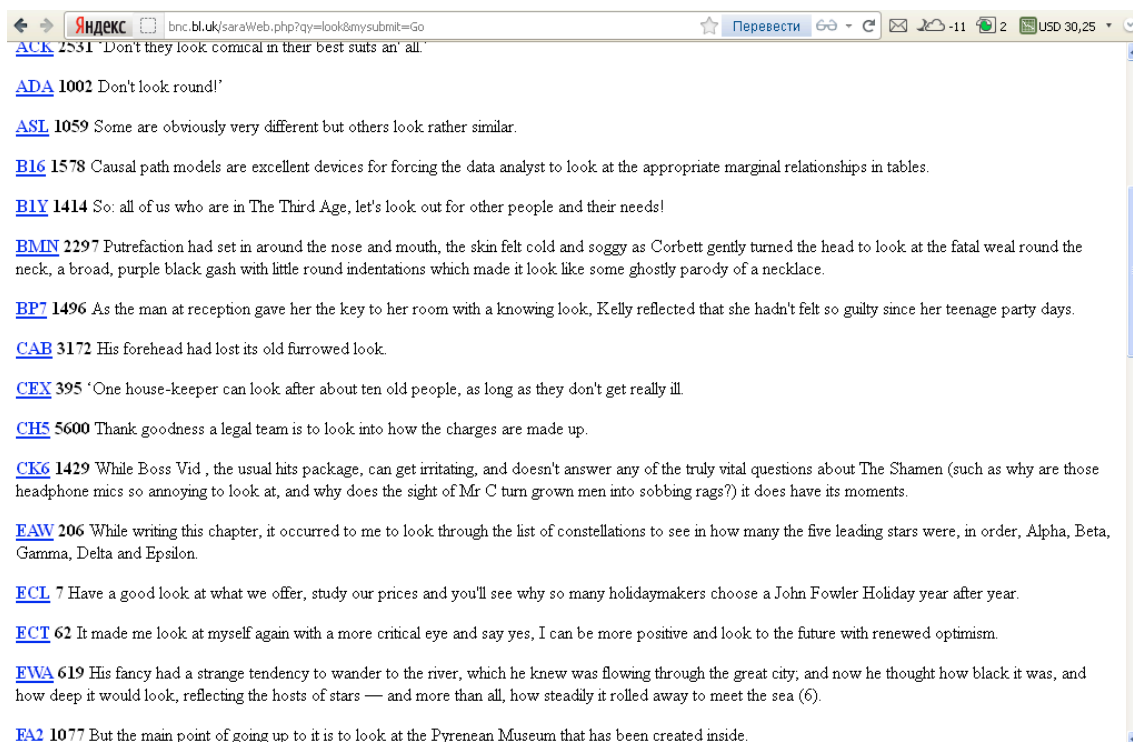 Яндекс bnc.bl.uk/saraWeb.php?qy=look&mysubmit=Go Перевести -11 2 USD 30,25
ACK 2531 ‘Don't they look comical in their best suits an' all.’
ADA 1002 Don't look round!’
ASL 1059 Some are obviously very different but others look rather similar.
B16 1578 Causal path models are excellent devices for forcing the data analyst to look at the appropriate marginal relationships in tables.
B1Y 1414 So: all of us who are in The Third Age, let's look out for other people and their needs!
BMN 2297 Putrefaction had set in around the nose and mouth, the skin felt cold and soggy as Corbett gently turned the head to look at the fatal weal round the
neck, a broad, purple black gash with little round indentations which made it look like some ghostly parody of a necklace.
BP7 1496 As the man at reception gave her the key to her room with a knowing look, Kelly reflected that she hadn't felt so guilty since her teenage party days.
CAB 3172 His forehead had lost its old furrowed look.
CEX 395 ‘One house-keeper can look after about ten old people, as long as they don't get really ill.
CH5 5600 Thank goodness a legal team is to look into how the charges are made up.
CK6 1429 While Boss Vid , the usual hits package, can get irritating, and doesn't answer any of the truly vital questions about The Shamen (such as why are those
headphone mics so annoying to look at, and why does the sight of Mr C turn grown men into sobbing rags?) it does have its moments.
EAW 206 While writing this chapter, it occurred to me to look through the list of constellations to see in how many the five leading stars were, in order, Alpha, Beta,
Gamma, Delta and Epsilon.
ECL 7 Have a good look at what we offer, study our prices and you'll see why so many holidaymakers choose a John Fowler Holiday year after year.
ECT 62 It made me look at myself again with a more critical eye and say yes, I can be more positive and look to the future with renewed optimism.
EWA 619 His fancy had a strange tendency to wander to the river, which he knew was flowing through the great city; and now he thought how black it was, and
how deep it would look, reflecting the hosts of stars — and more than all, how steadily it rolled away to meet the sea (6).
FA2 1077 But the main point of going up to it is to look at the Pyrenean Museum that has been created inside.